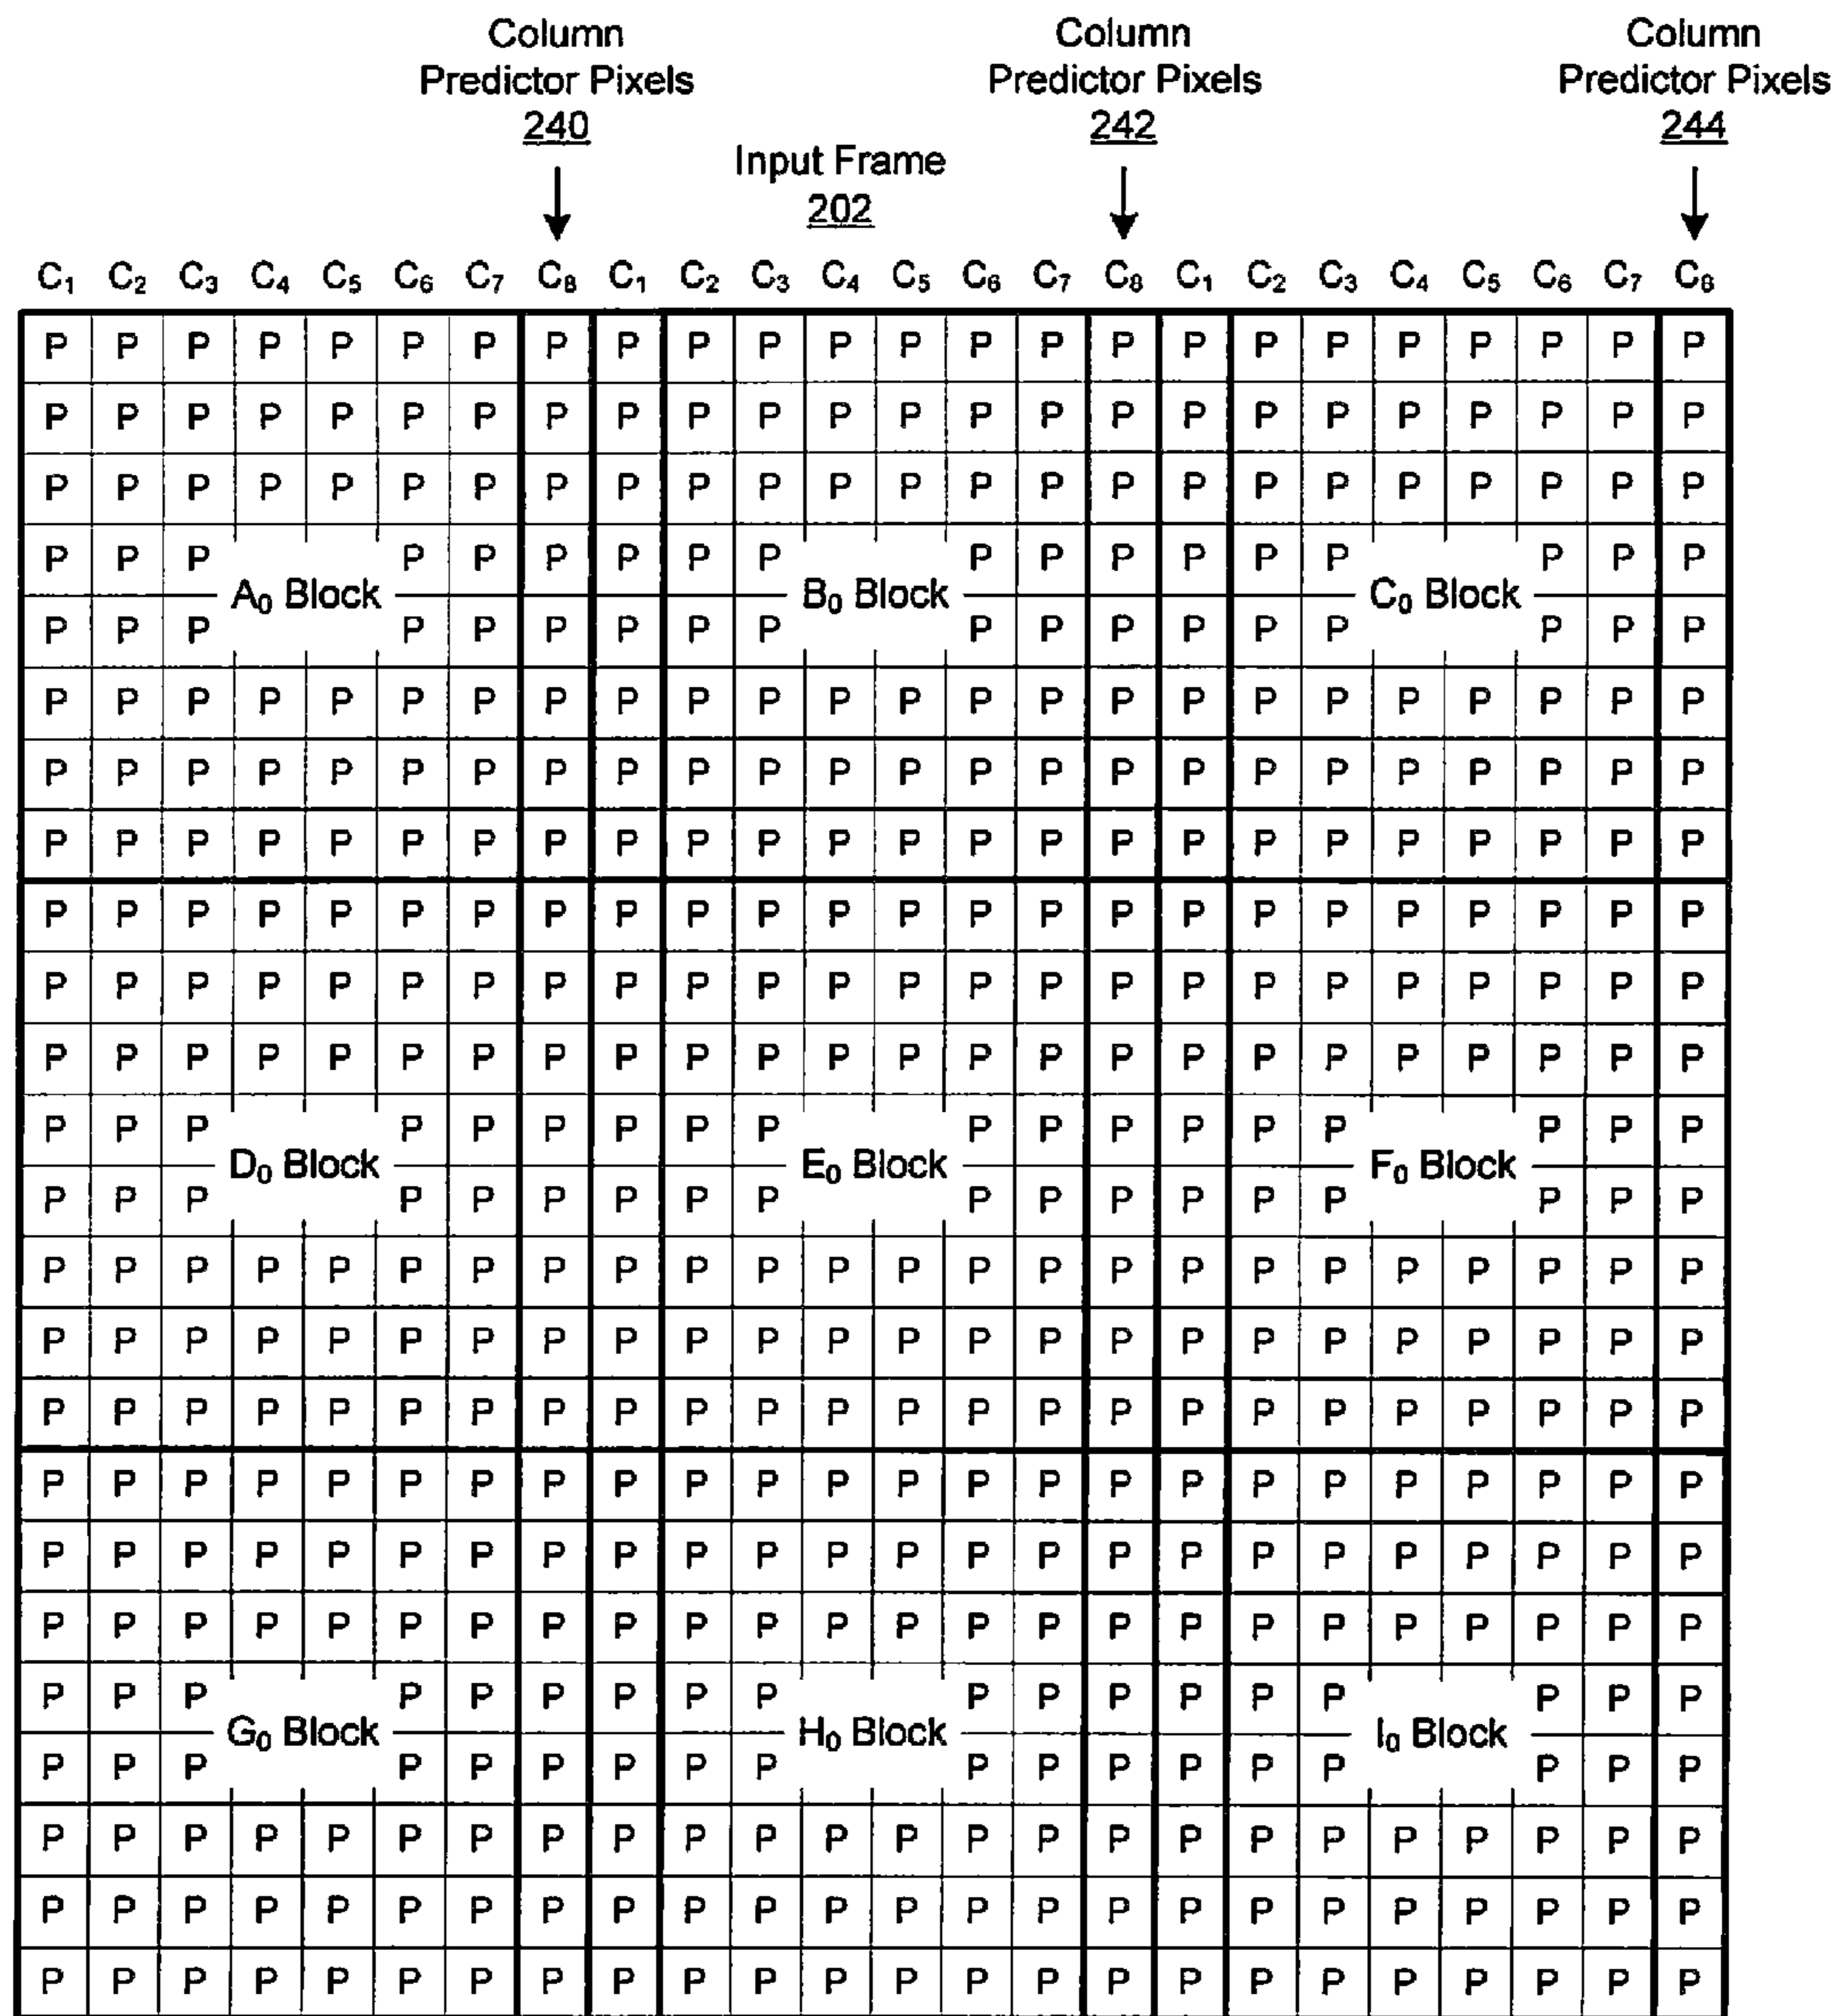 Column Column Column
Predictor Pixels Predictor Pixels Predictor Pixels
240 242 244
Input Frame
202
C₁ C₂ C₃ C₄ C₅ C₆ C₇ C₈ C₁ C₂ C₃ C₄ C₅ C₆ C₇ C₈ C₁ C₂ C₃ C₄ C₅ C₆ C₇ C₈
P P P P P P P P P P P P P P P P P P P P P P P P
P P P P P P P P P P P P P P P P P P P P P P P P
P P P P P P P P P P P P P P P P P P P P P P P P
P P P P P P P P P P P P P P P P P P
A₀ Block B₀ Block C₀ Block
P P P P P P P P P P P P P P P P P P
P P P P P P P P P P P P P P P P P P P P P P P P
P P P P P P P P P P P P P P P P P P P P P P P P
P P P P P P P P P P P P P P P P P P P P P P P P
P P P P P P P P P P P P P P P P P P P P P P P P
P P P P P P P P P P P P P P P P P P P P P P P P
P P P P P P P P P P P P P P P P P P P P P P P P
P P P P P P P P P P P P P P P P P P
D₀ Block E₀ Block F₀ Block
P P P P P P P P P P P P P P P P P P
P P P P P P P P P P P P P P P P P P P P P P P P
P P P P P P P P P P P P P P P P P P P P P P P P
P P P P P P P P P P P P P P P P P P P P P P P P
P P P P P P P P P P P P P P P P P P P P P P P P
P P P P P P P P P P P P P P P P P P P P P P P P
P P P P P P P P P P P P P P P P P P P P P P P P
P P P P P P P P P P P P P P P P P P
G₀ Block H₀ Block I₀ Block
P P P P P P P P P P P P P P P P P P
P P P P P P P P P P P P P P P P P P P P P P P P
P P P P P P P P P P P P P P P P P P P P P P P P
P P P P P P P P P P P P P P P P P P P P P P P P